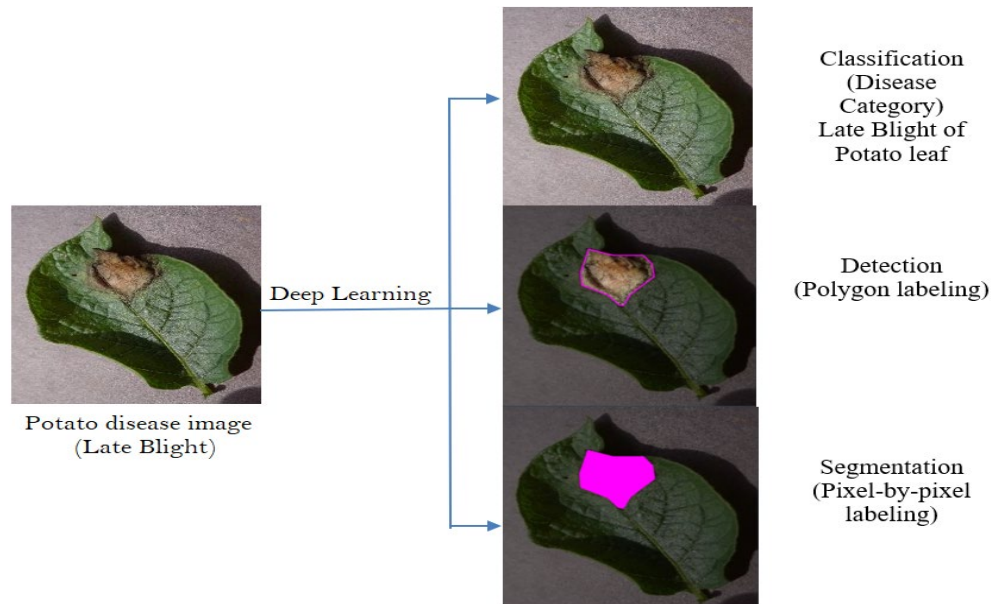 Classification
(Disease
Category)
Late Blight of
Potato leaf
Deep Learning
Detection
(Polygon labeling)
Potato disease image
(Late Blight)
Segmentation
(Pixel-by-pixel
labeling)